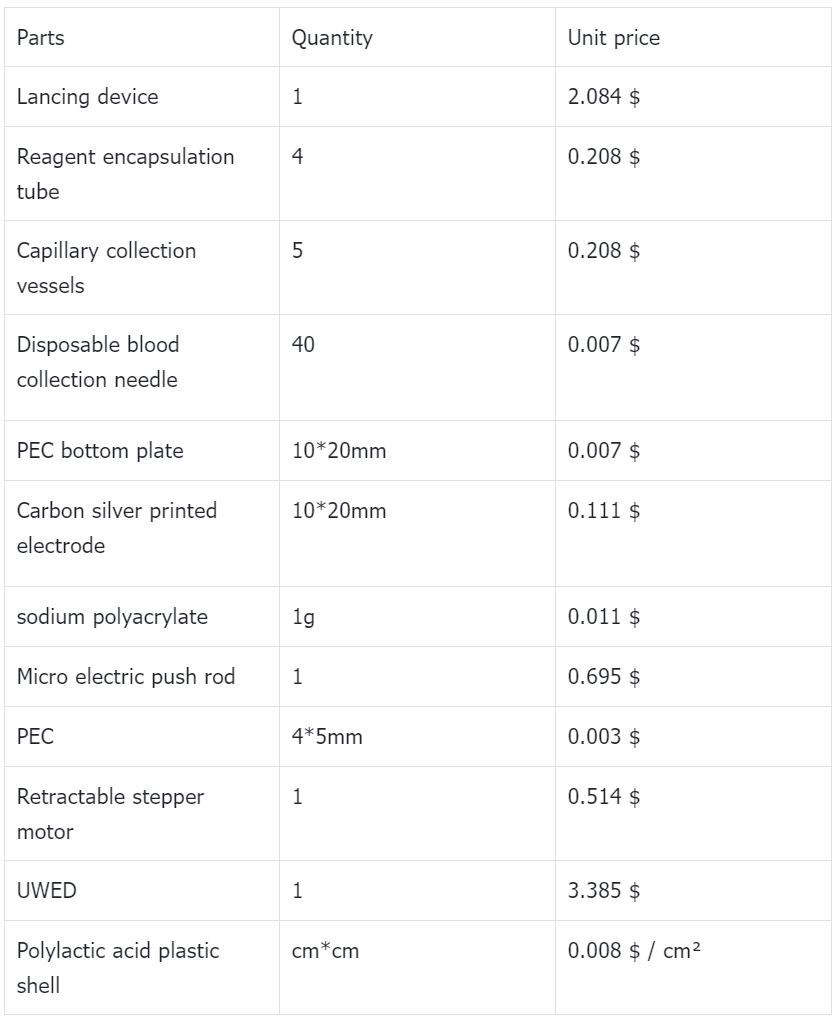 Parts Quantity Unit price
Lancing device 1 2.084 $
Reagent encapsulation 4 0.208 $
tube
Capillary collection 5 0.208 $
vessels
Disposable blood 40 0.007 $
collection needle
PEC bottom plate 10*20mm 0.007 $
Carbon silver printed 10*20mm 0.111 $
electrode
sodium polyacrylate 1g 0.011 $
Micro electric push rod 1 0.695 $
PEC 4*5mm 0.003 $
Retractable stepper 1 0.514 $
motor
UWED 1 3.385 $
Polylactic acid plastic cm*cm 0.008 $ / cm²
shell